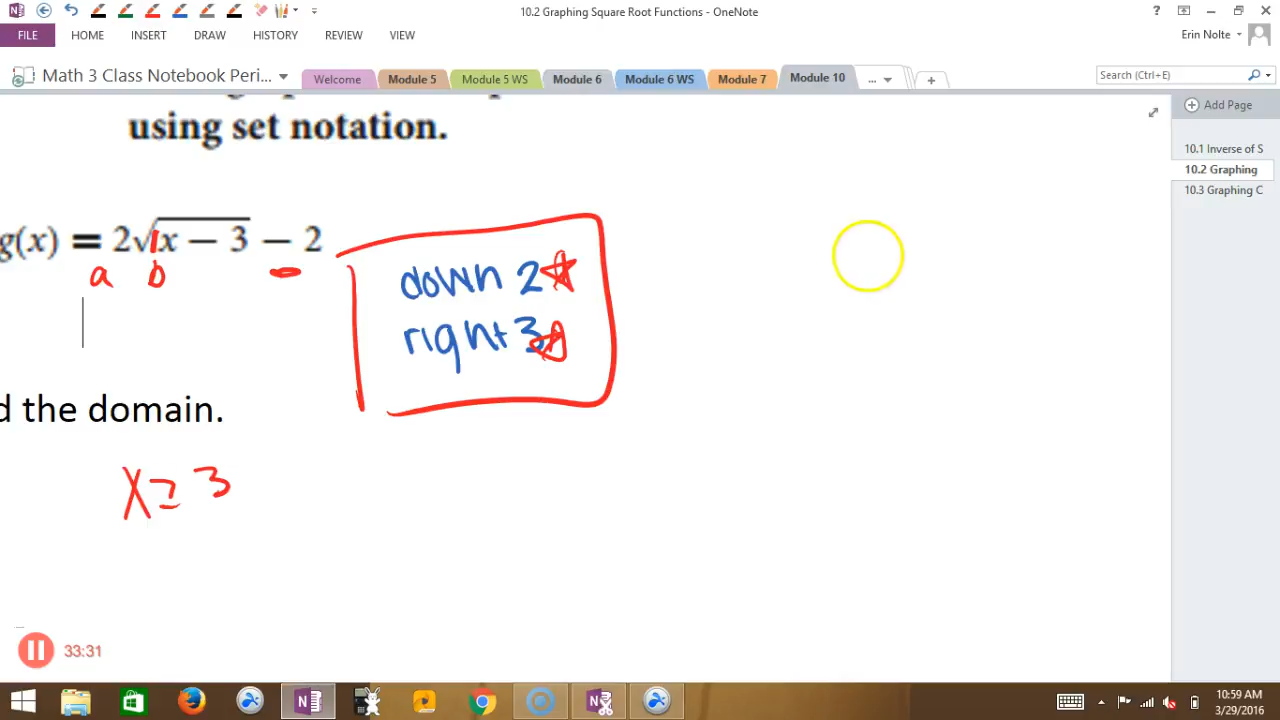 10.2 Graphing Square Root Functions - OneNote
FILE HOME INSERT DRAW HISTORY REVIEW VIEW
Erin Nolte
Math 3 Class Notebook Peri...
Welcome Module 5 Module 5 WS Module 6 Module 6 WS Module 7 Module 10 ...
Search (Ctrl+E)
Add Page
10.1 Inverse of S
10.2 Graphing
10.3 Graphing C
using set notation.
g(x) = 2√x − 3 − 2
1
a b
down 2
right 3
d the domain.
x ≥ 3
33:31
10:59 AM
3/29/2016